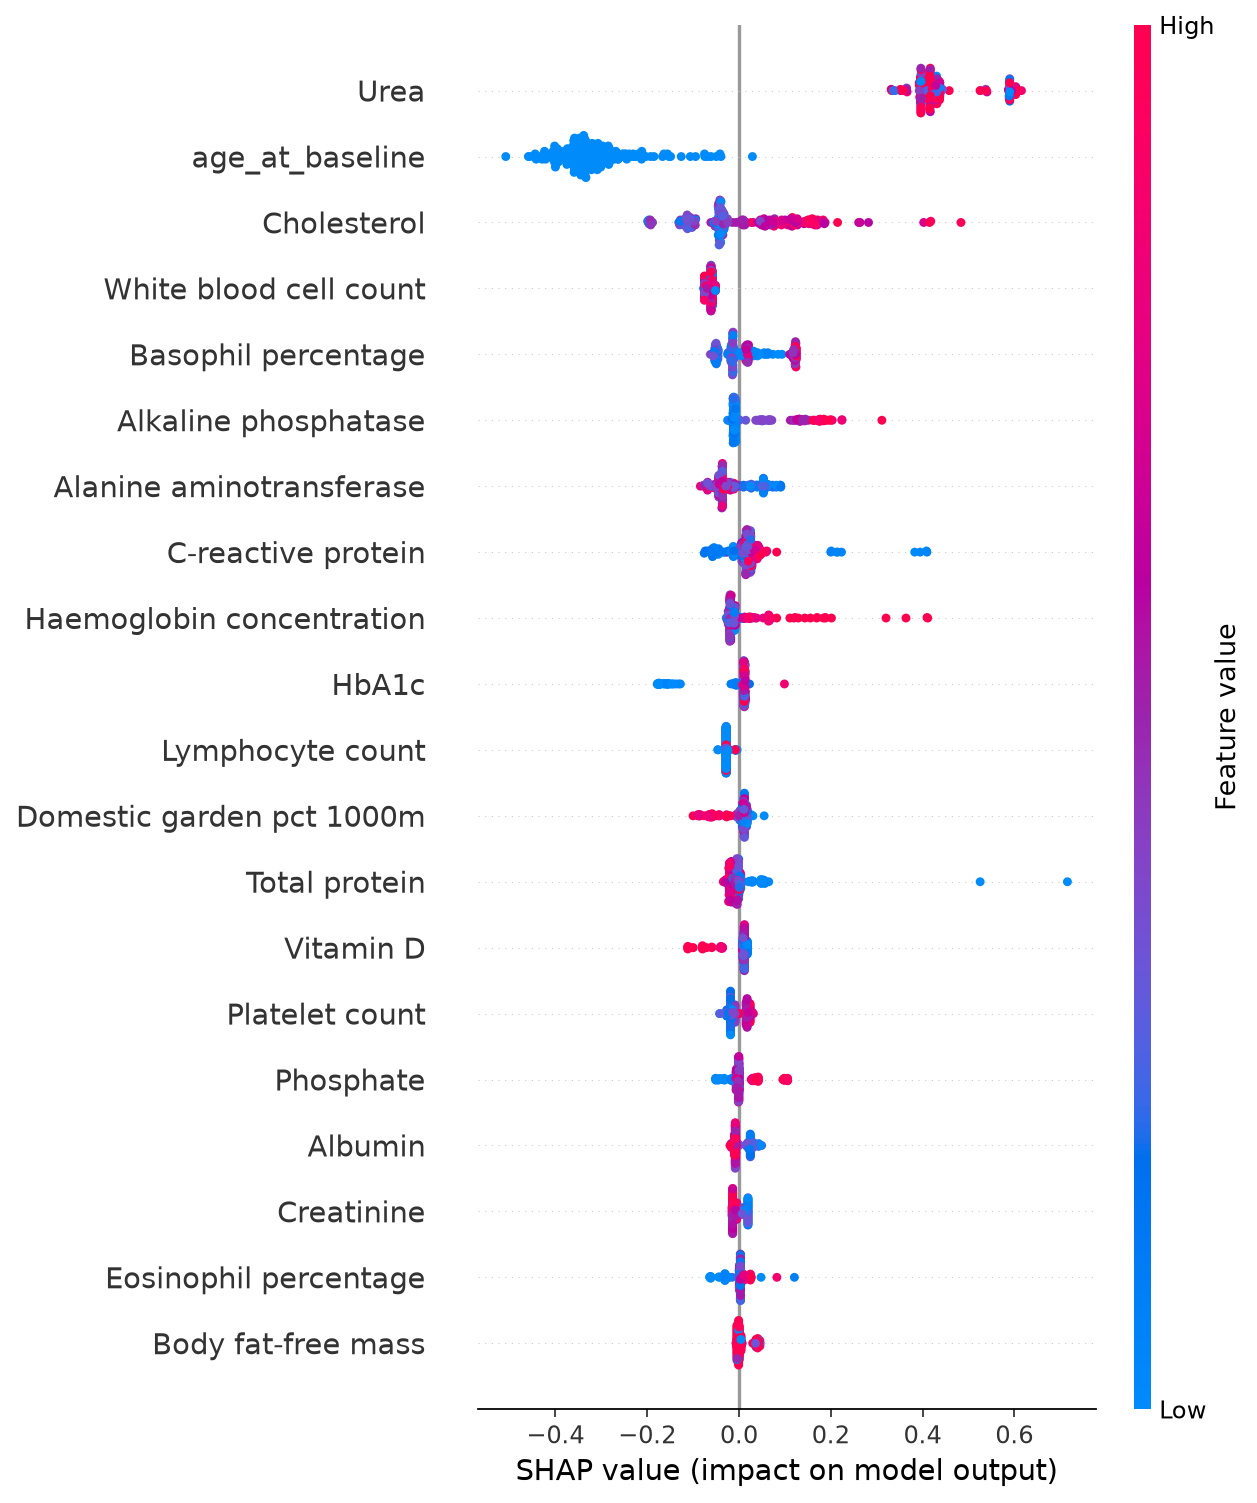 High
Urea
age_at_baseline
Cholesterol
White blood cell count
Basophil percentage
Alkaline phosphatase
Alanine aminotransferase
C-reactive protein
Haemoglobin concentration
HbA1c
Lymphocyte count
Domestic garden pct 1000m
Total protein
Vitamin D
Platelet count
Phosphate
Albumin
Creatinine
Eosinophil percentage
Body fat-free mass
Feature value
Low
−0.4 −0.2 0.0 0.2 0.4 0.6
SHAP value (impact on model output)